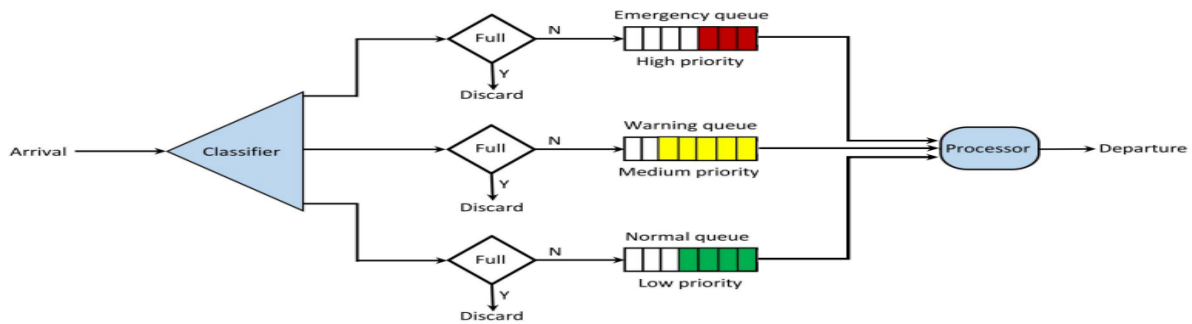 Emergency queue
Full
N
High priority
Y
Discard
Warning queue
Arrival
Classifier
Full
N
Processor
Departure
Medium priority
Y
Discard
Normal queue
Full
N
Low priority
Y
Discard